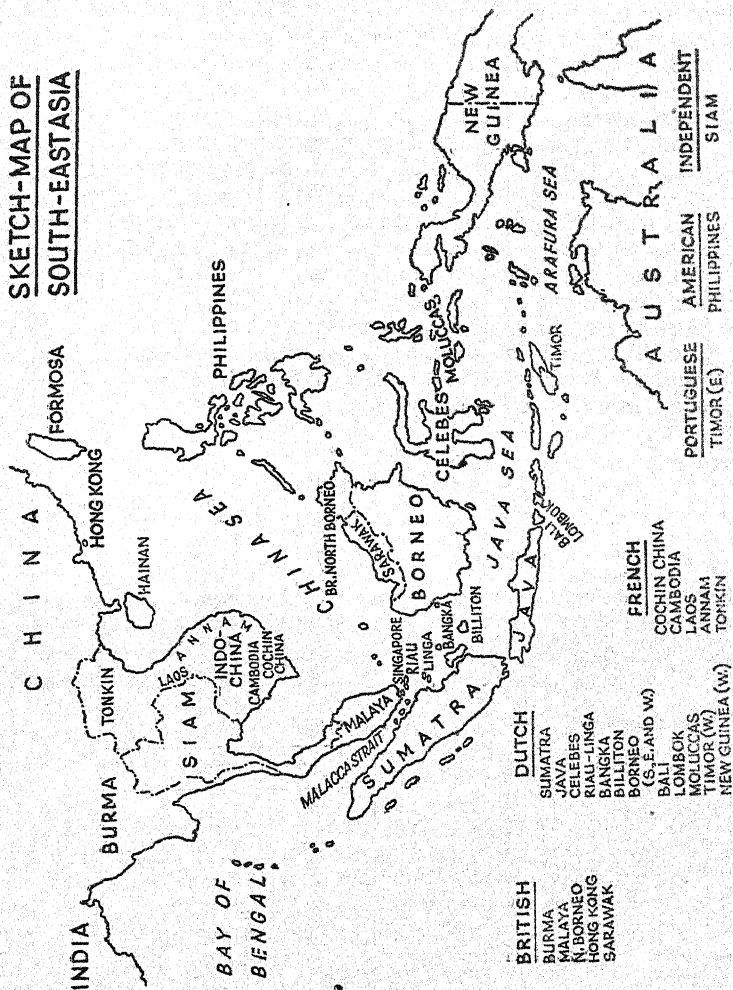 SKETCH-MAP OF
SOUTH-EAST ASIA
CHINA
FORMOSA
HONG KONG
HAINAN
INDIA
BURMA
TONKIN
LAOS
ANNAM
SIAM
INDO-
CHINA
CAMBODIA
COCHIN
CHINA
PHILIPPINES
CHINA SEA
BAY OF
BENGAL
MALAYA
MALACCA STRAIT
SINGAPORE
RIAU
LINGA
BANGKA
BILLITON
SUMATRA
BR. NORTH BORNEO
SARAWAK
BORNEO
CELEBES
MOLUCCAS
NEW
GUINEA
JAVA SEA
JAVA
BALI
LOMBOK
TIMOR
ARAFURA SEA
AUSTRALIA
BRITISH
BURMA
MALAYA
N. BORNEO
HONG KONG
SARAWAK
DUTCH
SUMATRA
JAVA
CELEBES
RIAU-LINGA
BANGKA
BILLITON
BORNEO
(S., E. AND W.)
BALI
LOMBOK
MOLUCCAS
TIMOR (W.)
NEW GUINEA (W.)
FRENCH
COCHIN CHINA
CAMBODIA
LAOS
ANNAM
TONKIN
PORTUGUESE
TIMOR (E.)
AMERICAN
PHILIPPINES
INDEPENDENT
SIAM